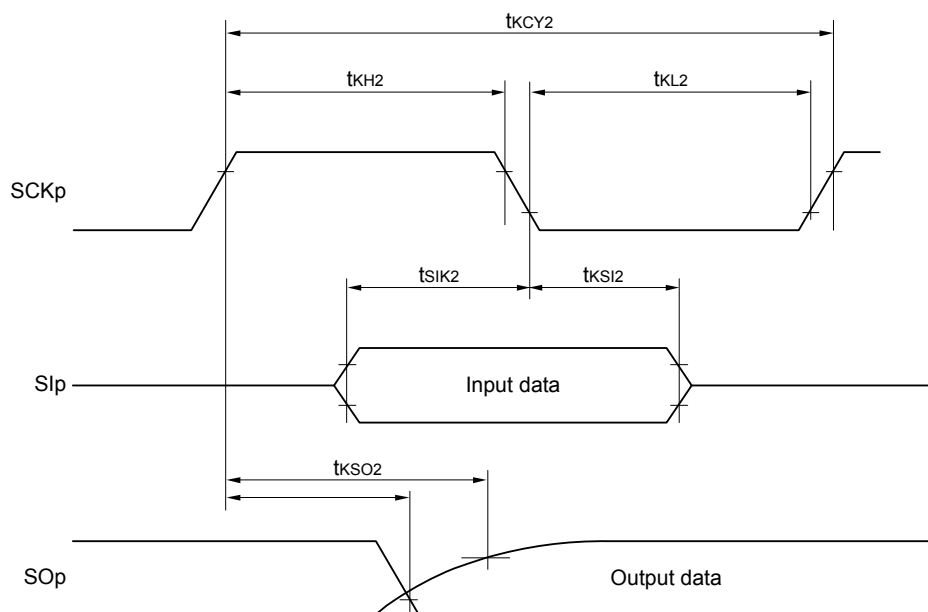 tKCY2
tKH2
tKL2
SCKp
tSIK2
tKSI2
SIp
Input data
tKSO2
SOp
Output data